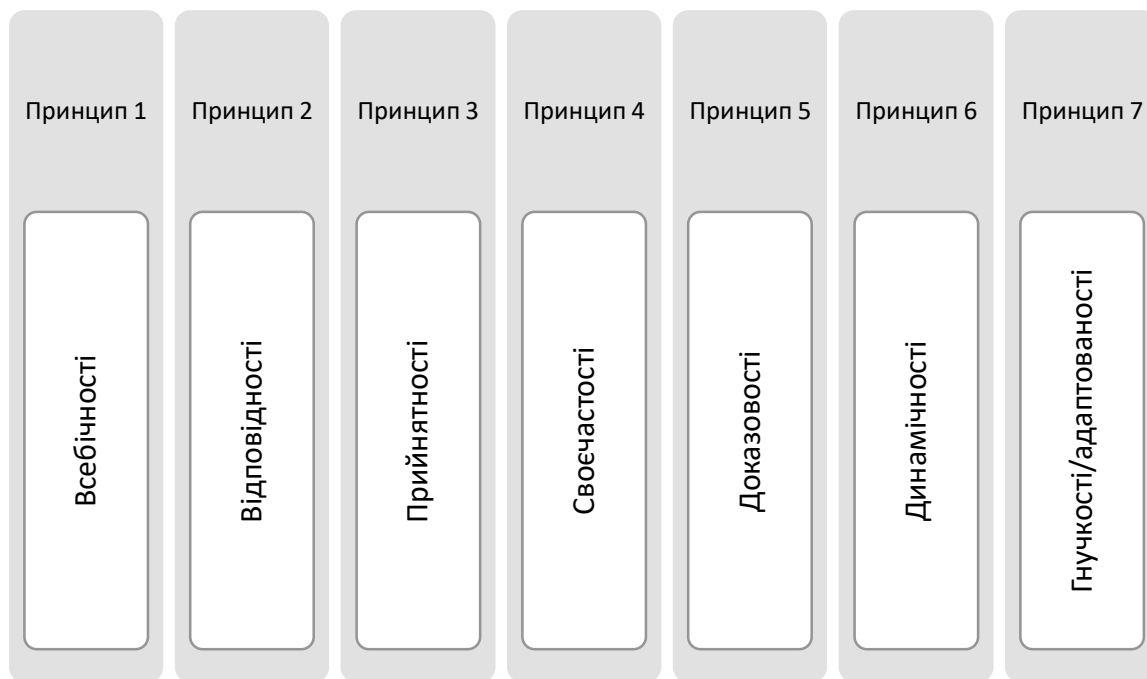 Принцип 1
Всебічності
Принцип 2
Відповідності
Принцип 3
Прийнятності
Принцип 4
Своєчастості
Принцип 5
Доказовості
Принцип 6
Динамічності
Принцип 7
Гнучкості/адаптованості